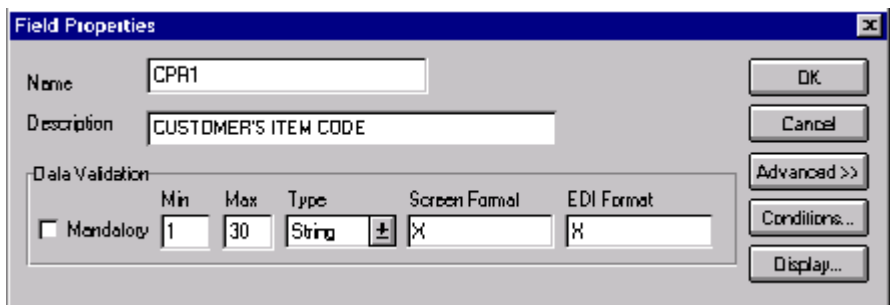 Field Properties
Name CPR1 OK
Description CUSTOMER'S ITEM CODE Cancel
Data Validation Advanced >>
Min Max Type Screen Format EDI Format
Mandatory 1 30 String X X Conditions...
Display...